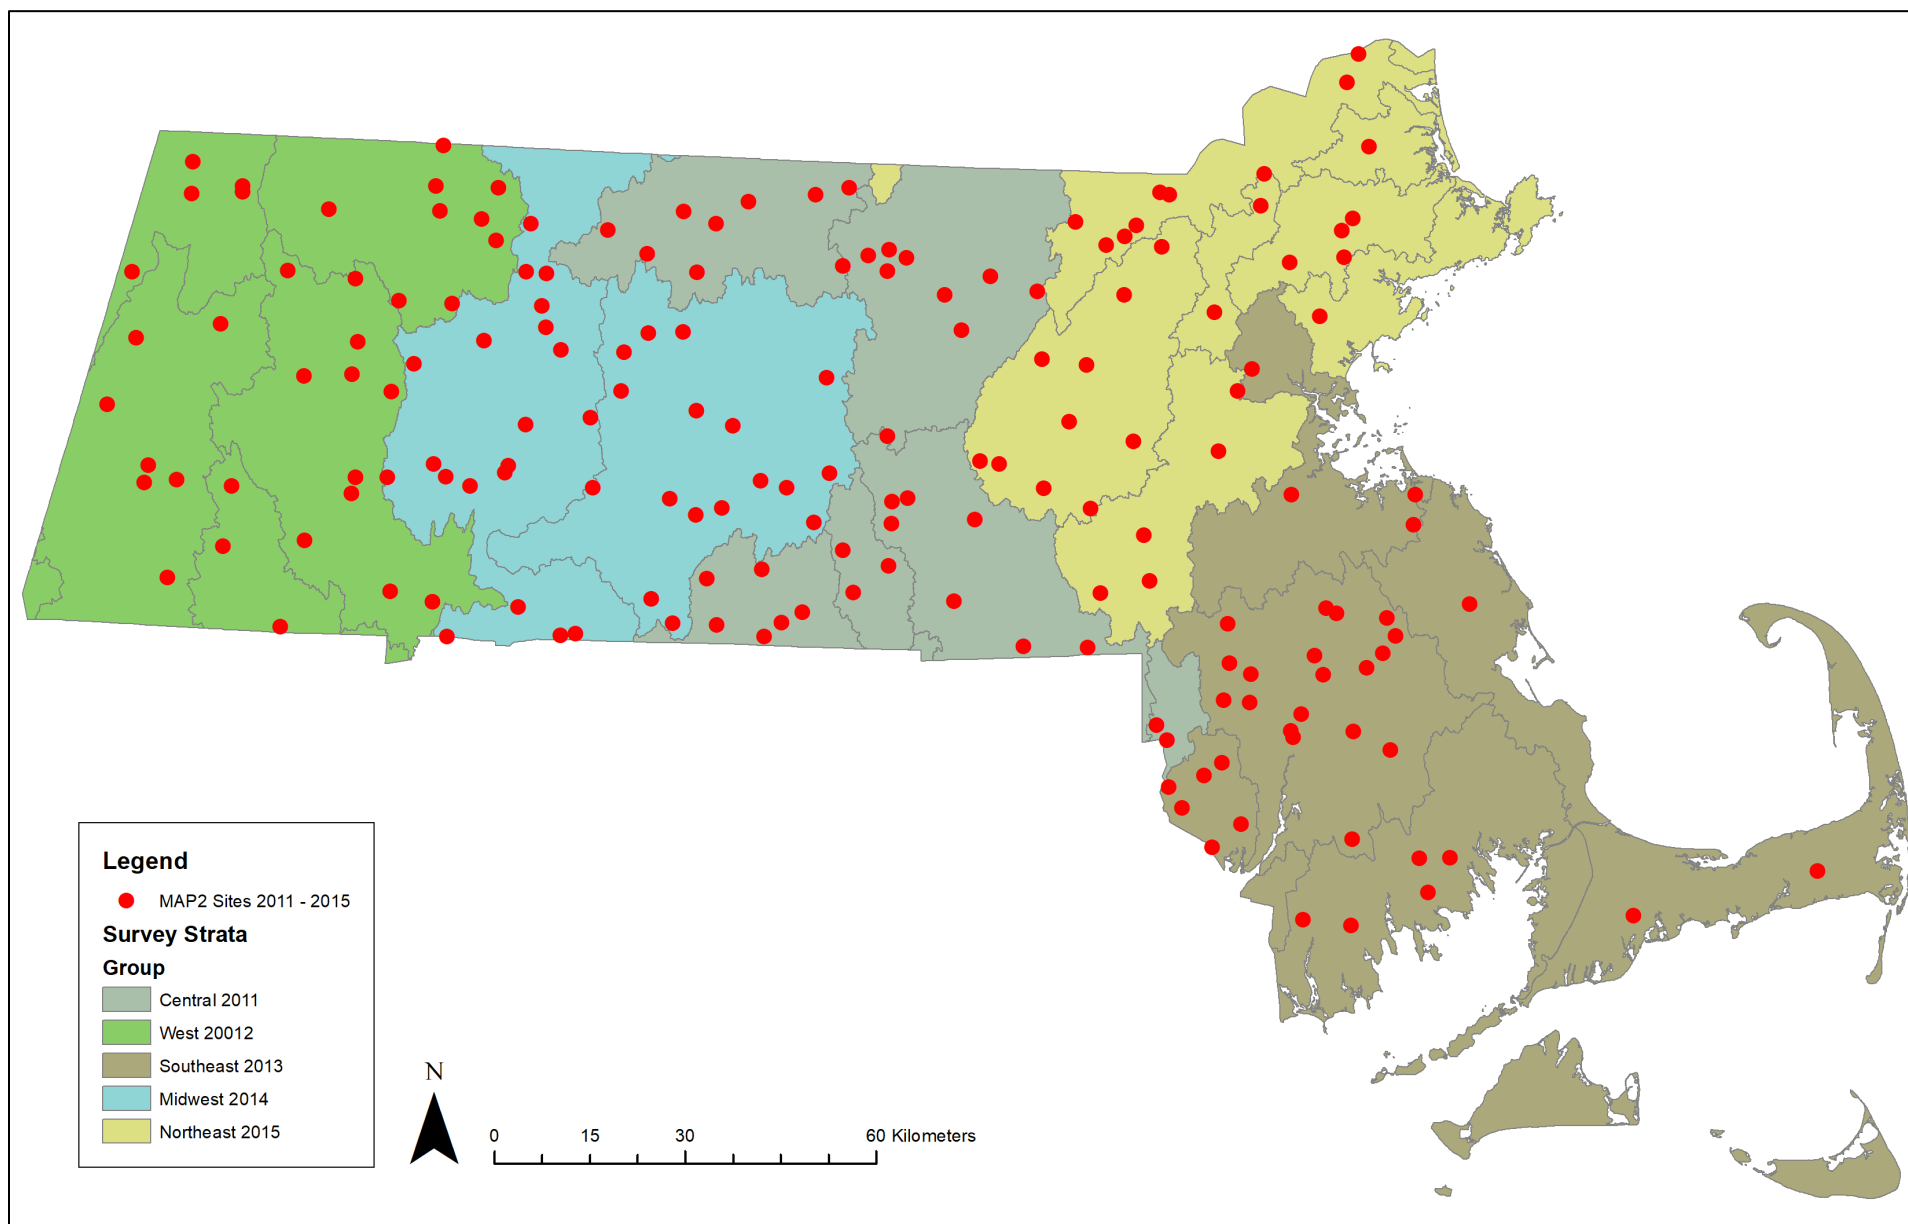 Legend
MAP2 Sites 2011 - 2015
Survey Strata
Group
Central 2011
West 20012
Southeast 2013
Midwest 2014
Northeast 2015
N
0 15 30 60 Kilometers